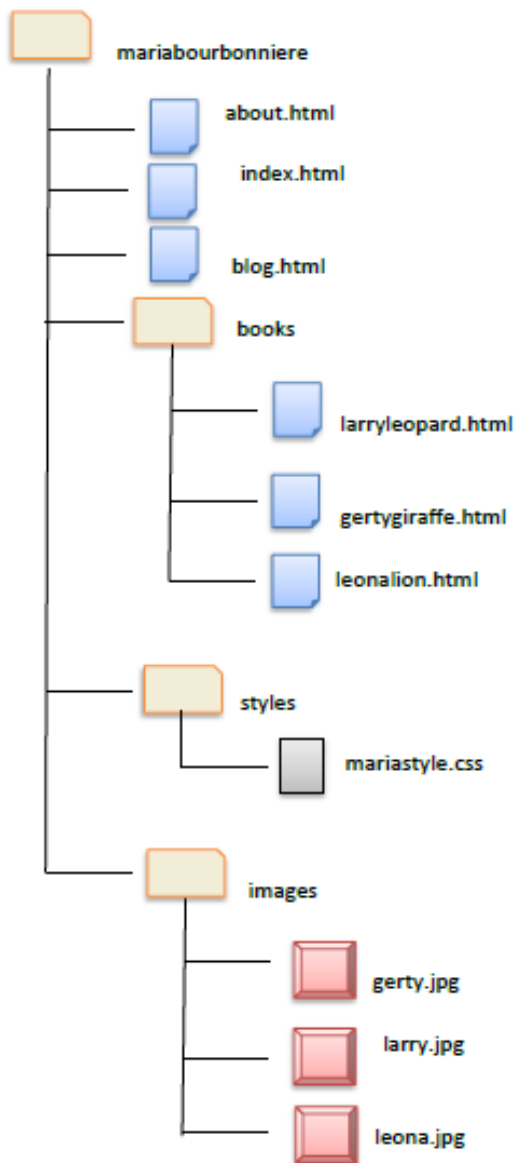 mariabourbonniere
about.html
index.html
blog.html
books
larryleopard.html
gertygiraffe.html
leonalion.html
styles
mariastyle.css
images
gerty.jpg
larry.jpg
leona.jpg